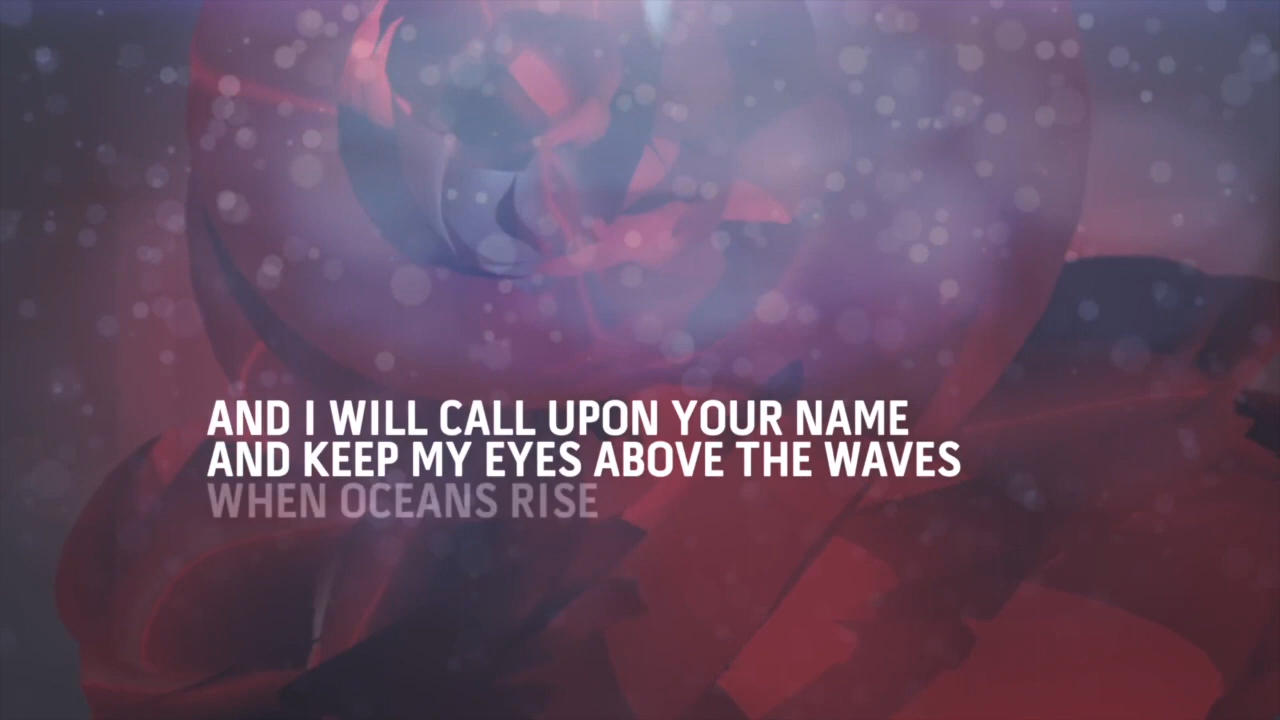 AND I WILL CALL UPON YOUR NAME
AND KEEP MY EYES ABOVE THE WAVES
WHEN OCEANS RISE